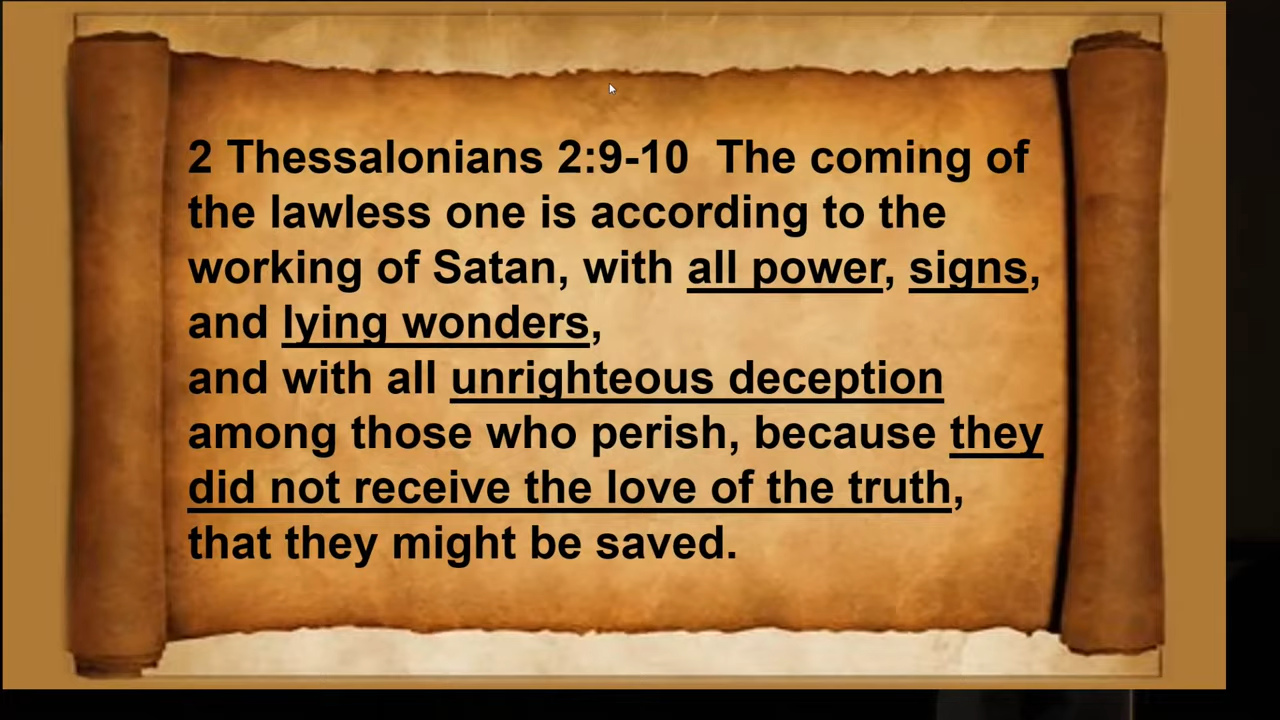 2 Thessalonians 2:9-10  The coming of
the lawless one is according to the
working of Satan, with all power, signs,
and lying wonders,
and with all unrighteous deception
among those who perish, because they
did not receive the love of the truth,
that they might be saved.